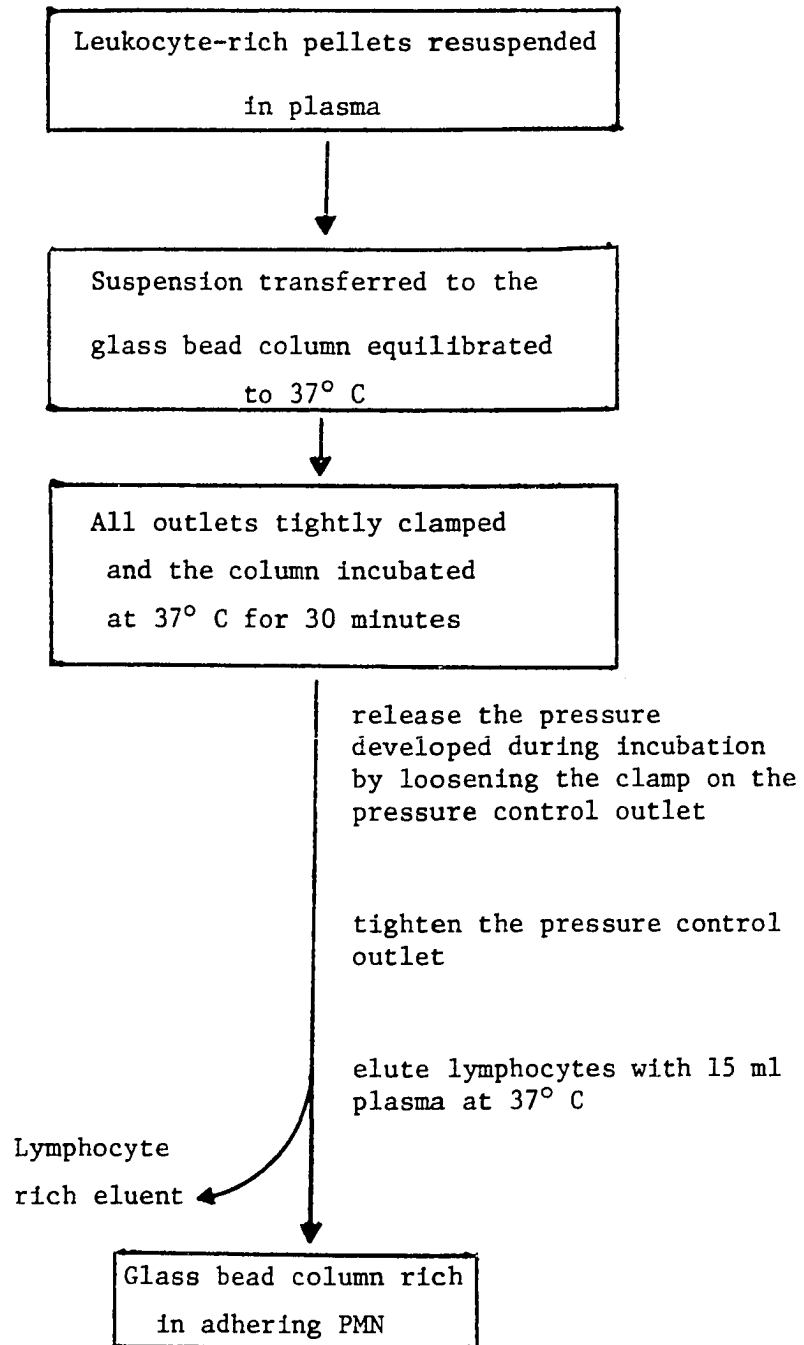 Leukocyte-rich pellets resuspended
in plasma
Suspension transferred to the
glass bead column equilibrated
to 37° C
All outlets tightly clamped
and the column incubated
at 37° C for 30 minutes
release the pressure
developed during incubation
by loosening the clamp on the
pressure control outlet
tighten the pressure control
outlet
elute lymphocytes with 15 ml
plasma at 37° C
Lymphocyte
rich eluent
Glass bead column rich
in adhering PMN